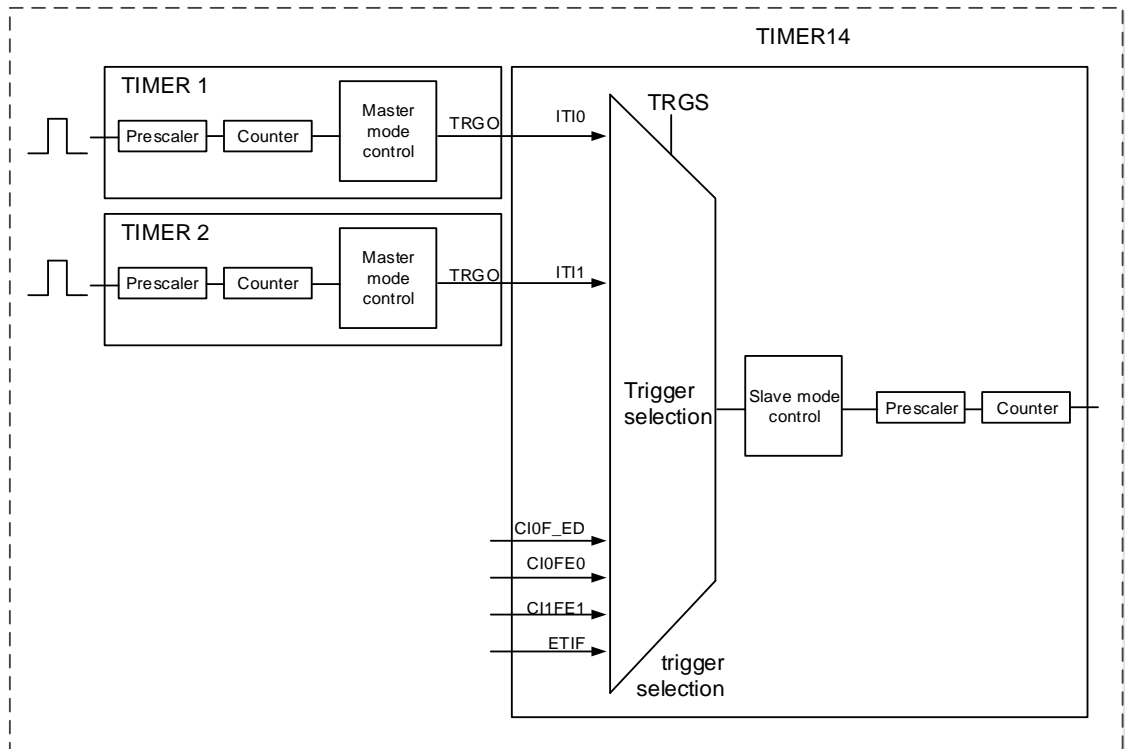 TIMER14
TIMER 1
Prescaler
Counter
Master
mode
control
TRGO
ITI0
TRGS
TIMER 2
Prescaler
Counter
Master
mode
control
TRGO
ITI1
Trigger
selection
Slave mode
control
Prescaler
Counter
CI0F_ED
CI0FE0
CI1FE1
ETIF
trigger
selection